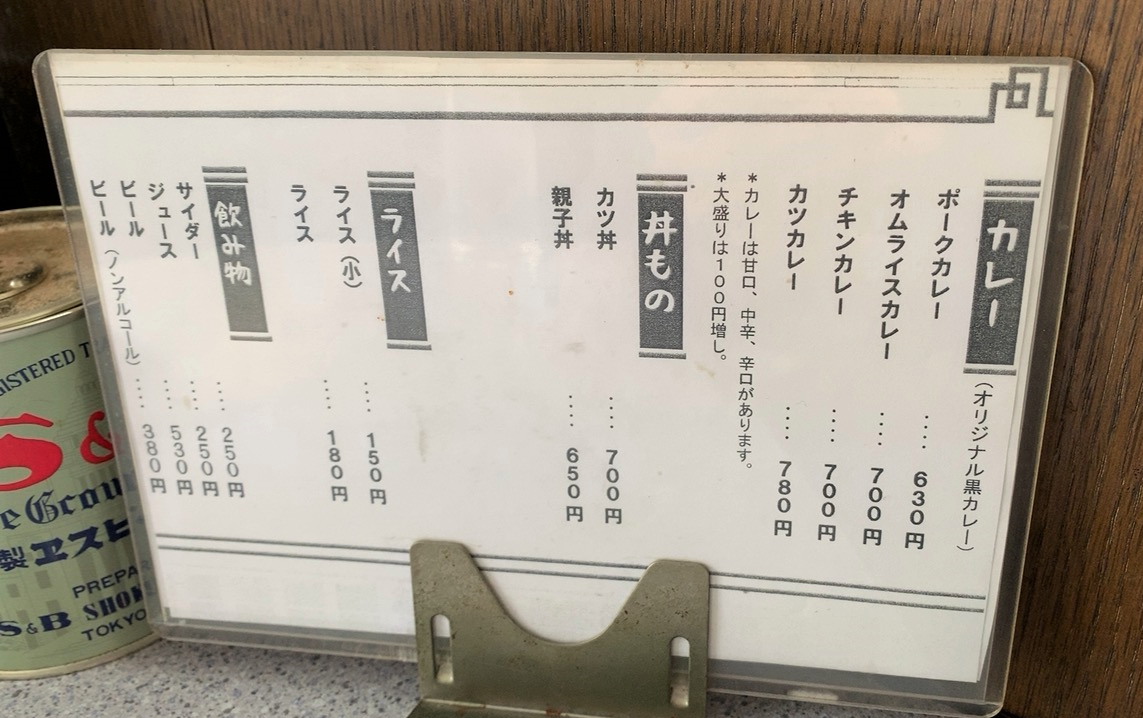 カレー
(オリジナル黒カレー)
ポークカレー ····· 630円
オムライスカレー ···· 700円
チキンカレー ···· 700円
カツカレー ···· 780円
*カレーは甘口、中辛、辛口があります。
*大盛りは100円増し。
丼もの
カツ丼 ···· 700円
親子丼 ···· 650円
ライス
ライス(小) ···· 150円
ライス ···· 180円
飲み物
サイダー ···· 250円
ジュース ···· 250円
ビール ···· 530円
ビール(ノンアルコール) ···· 380円
S&
製ヱスビ
S&B
TOKYO